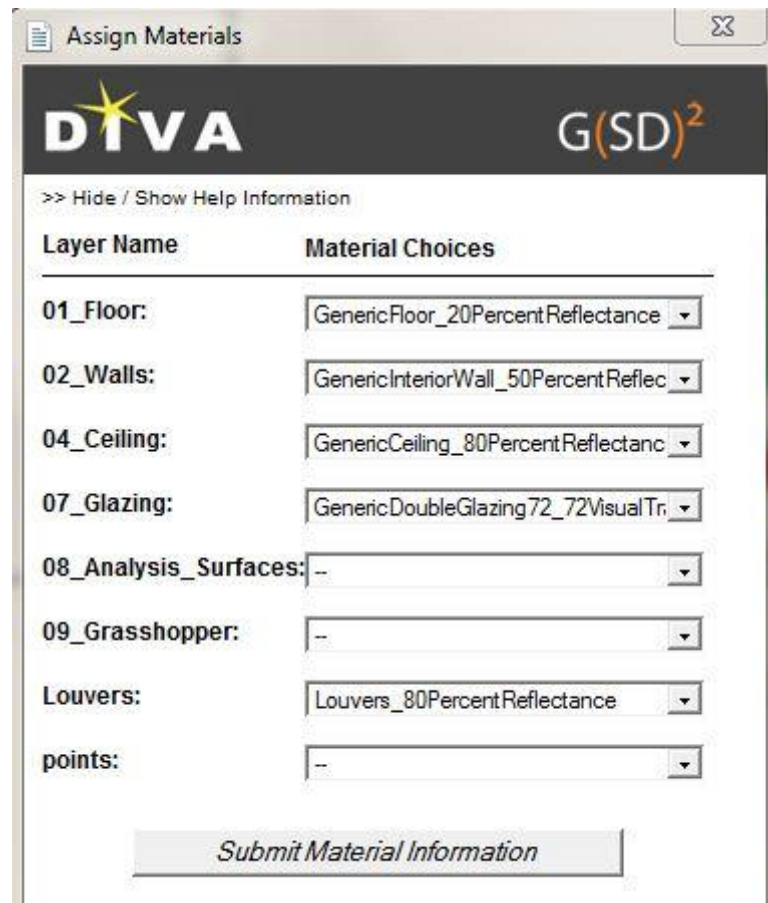 Assign Materials
DIVA G(SD)²
>> Hide / Show Help Information
Layer Name Material Choices
01_Floor: GenericFloor_20PercentReflectance
02_Walls: GenericInteriorWall_50PercentReflec
04_Ceiling: GenericCeiling_80PercentReflectanc
07_Glazing: GenericDoubleGlazing72_72VisualTr
08_Analysis_Surfaces: --
09_Grasshopper: --
Louvers: Louvers_80PercentReflectance
points: --
Submit Material Information